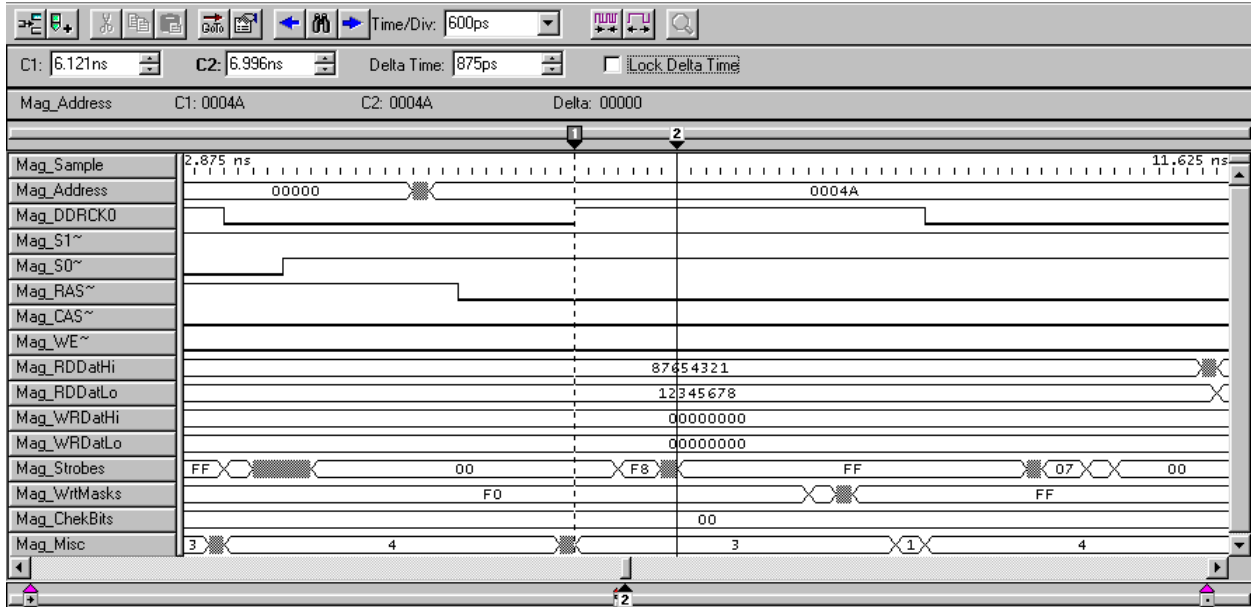 GoTo Time/Div: 600ps
C1: 6.121ns C2: 6.996ns Delta Time: 875ps Lock Delta Time
Mag_Address C1: 0004A C2: 0004A Delta: 00000
1 2
Mag_Sample 2.875 ns 11.625 ns
Mag_Address 00000 0004A
Mag_DDRCK0
Mag_S1~
Mag_S0~
Mag_RAS~
Mag_CAS~
Mag_WE~
Mag_RDDatHi 87654321
Mag_RDDatLo 12345678
Mag_WRDatHi 00000000
Mag_WRDatLo 00000000
Mag_Strobes FF 00 F8 FF 07 00
Mag_WrtMasks F0 FF
Mag_ChekBits 00
Mag_Misc 3 4 3 1 4
2